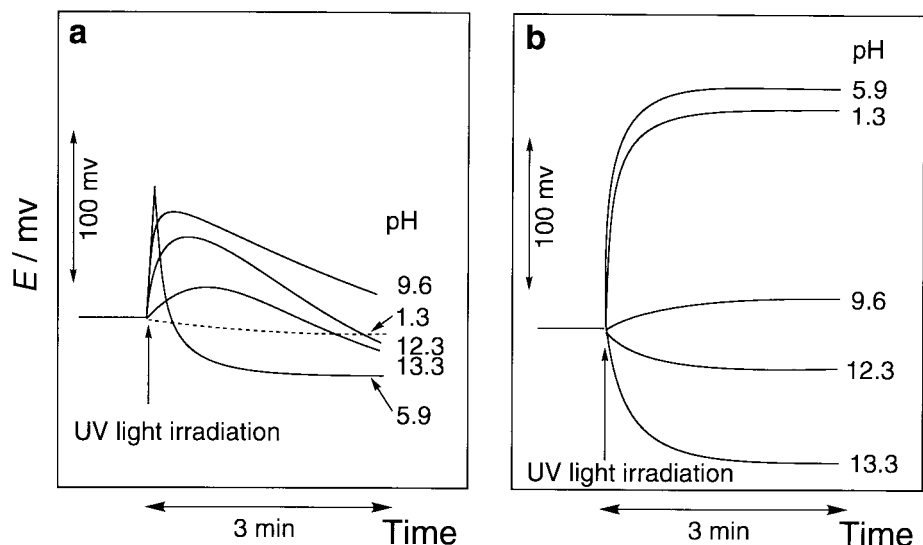 a
pH
100 mv
E / mv
9.6
1.3
12.3
13.3
5.9
UV light irradiation
3 min
Time
b
pH
5.9
1.3
100 mv
9.6
12.3
13.3
UV light irradiation
3 min
Time